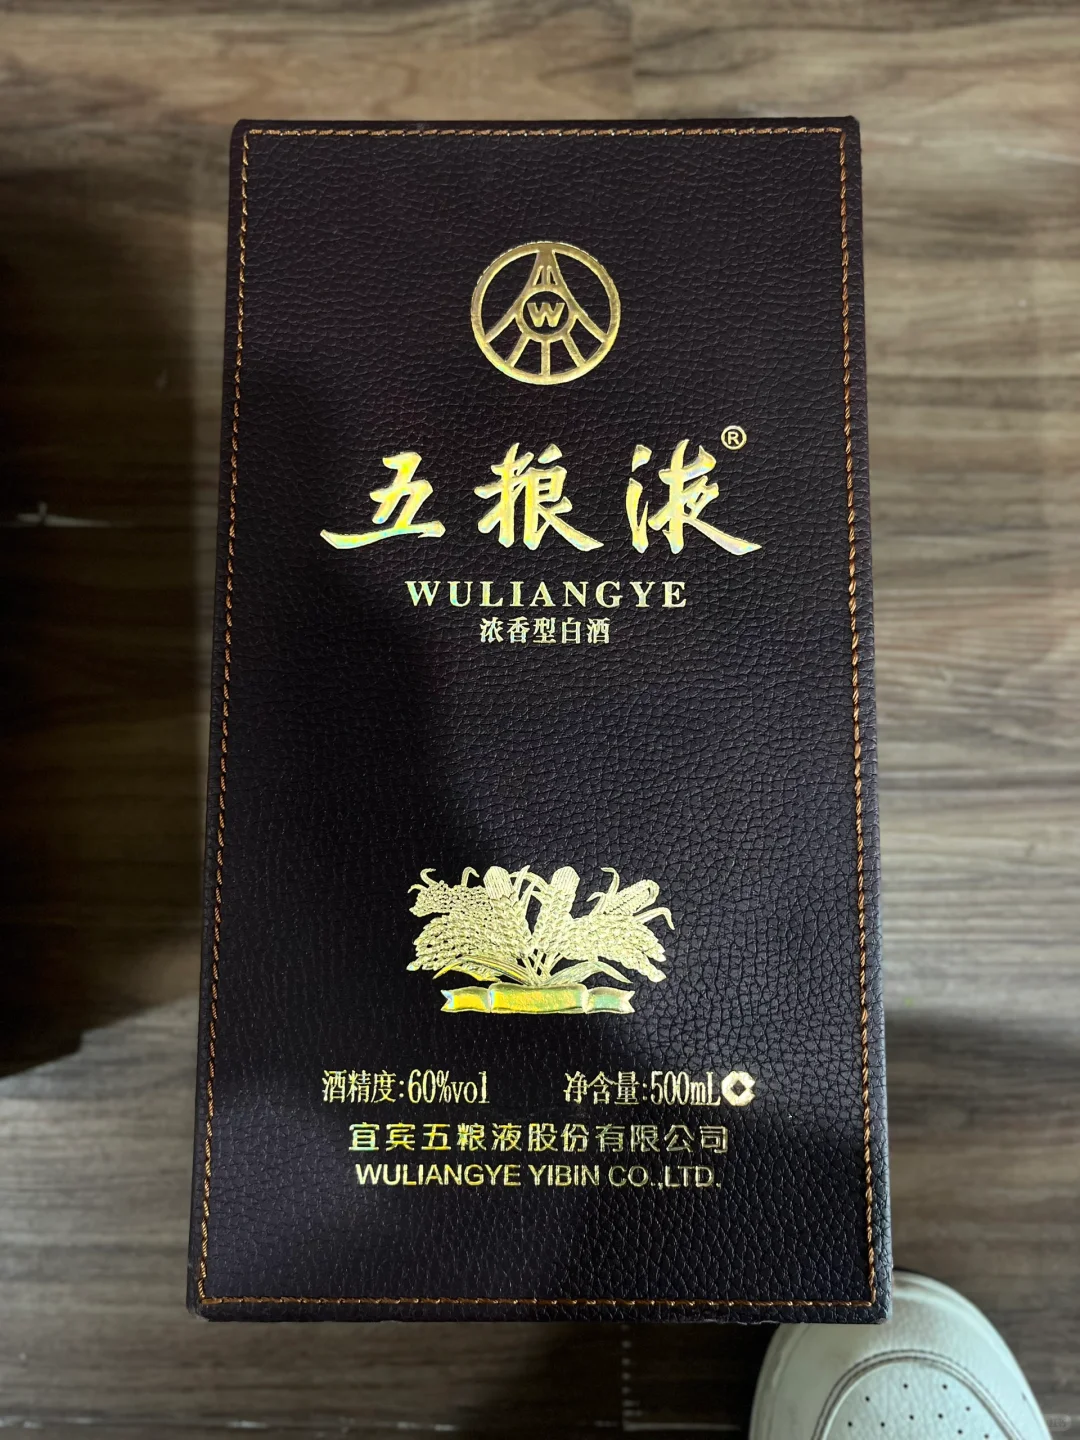 W
五粮液®
WULIANGYE
浓香型白酒
酒精度:60%vol 净含量:500mL
宜宾五粮液股份有限公司
WULIANGYE YIBIN CO.,LTD.